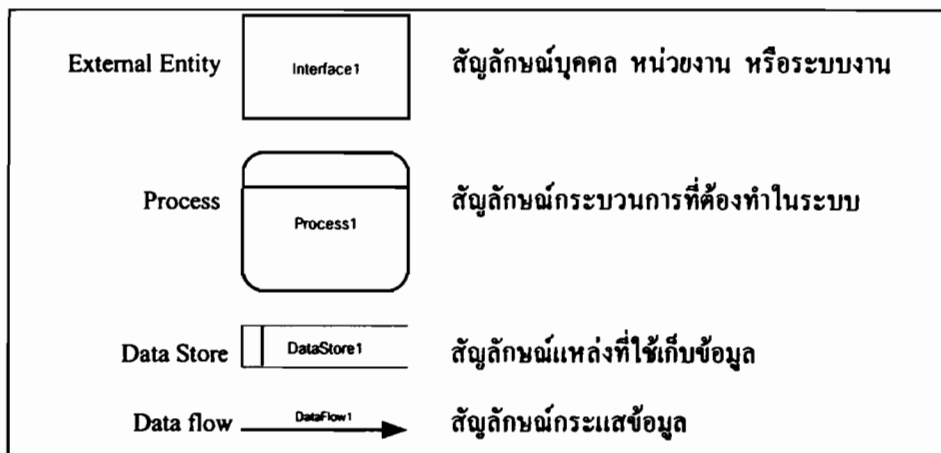 External Entity Interface1 สัญลักษณ์บุคคล หน่วยงาน หรือระบบงาน
Process Process1 สัญลักษณ์กระบวนการที่ต้องทำในระบบ
Data Store DataStore1 สัญลักษณ์แหล่งที่ใช้เก็บข้อมูล
Data flow DataFlow1 สัญลักษณ์กระแสข้อมูล